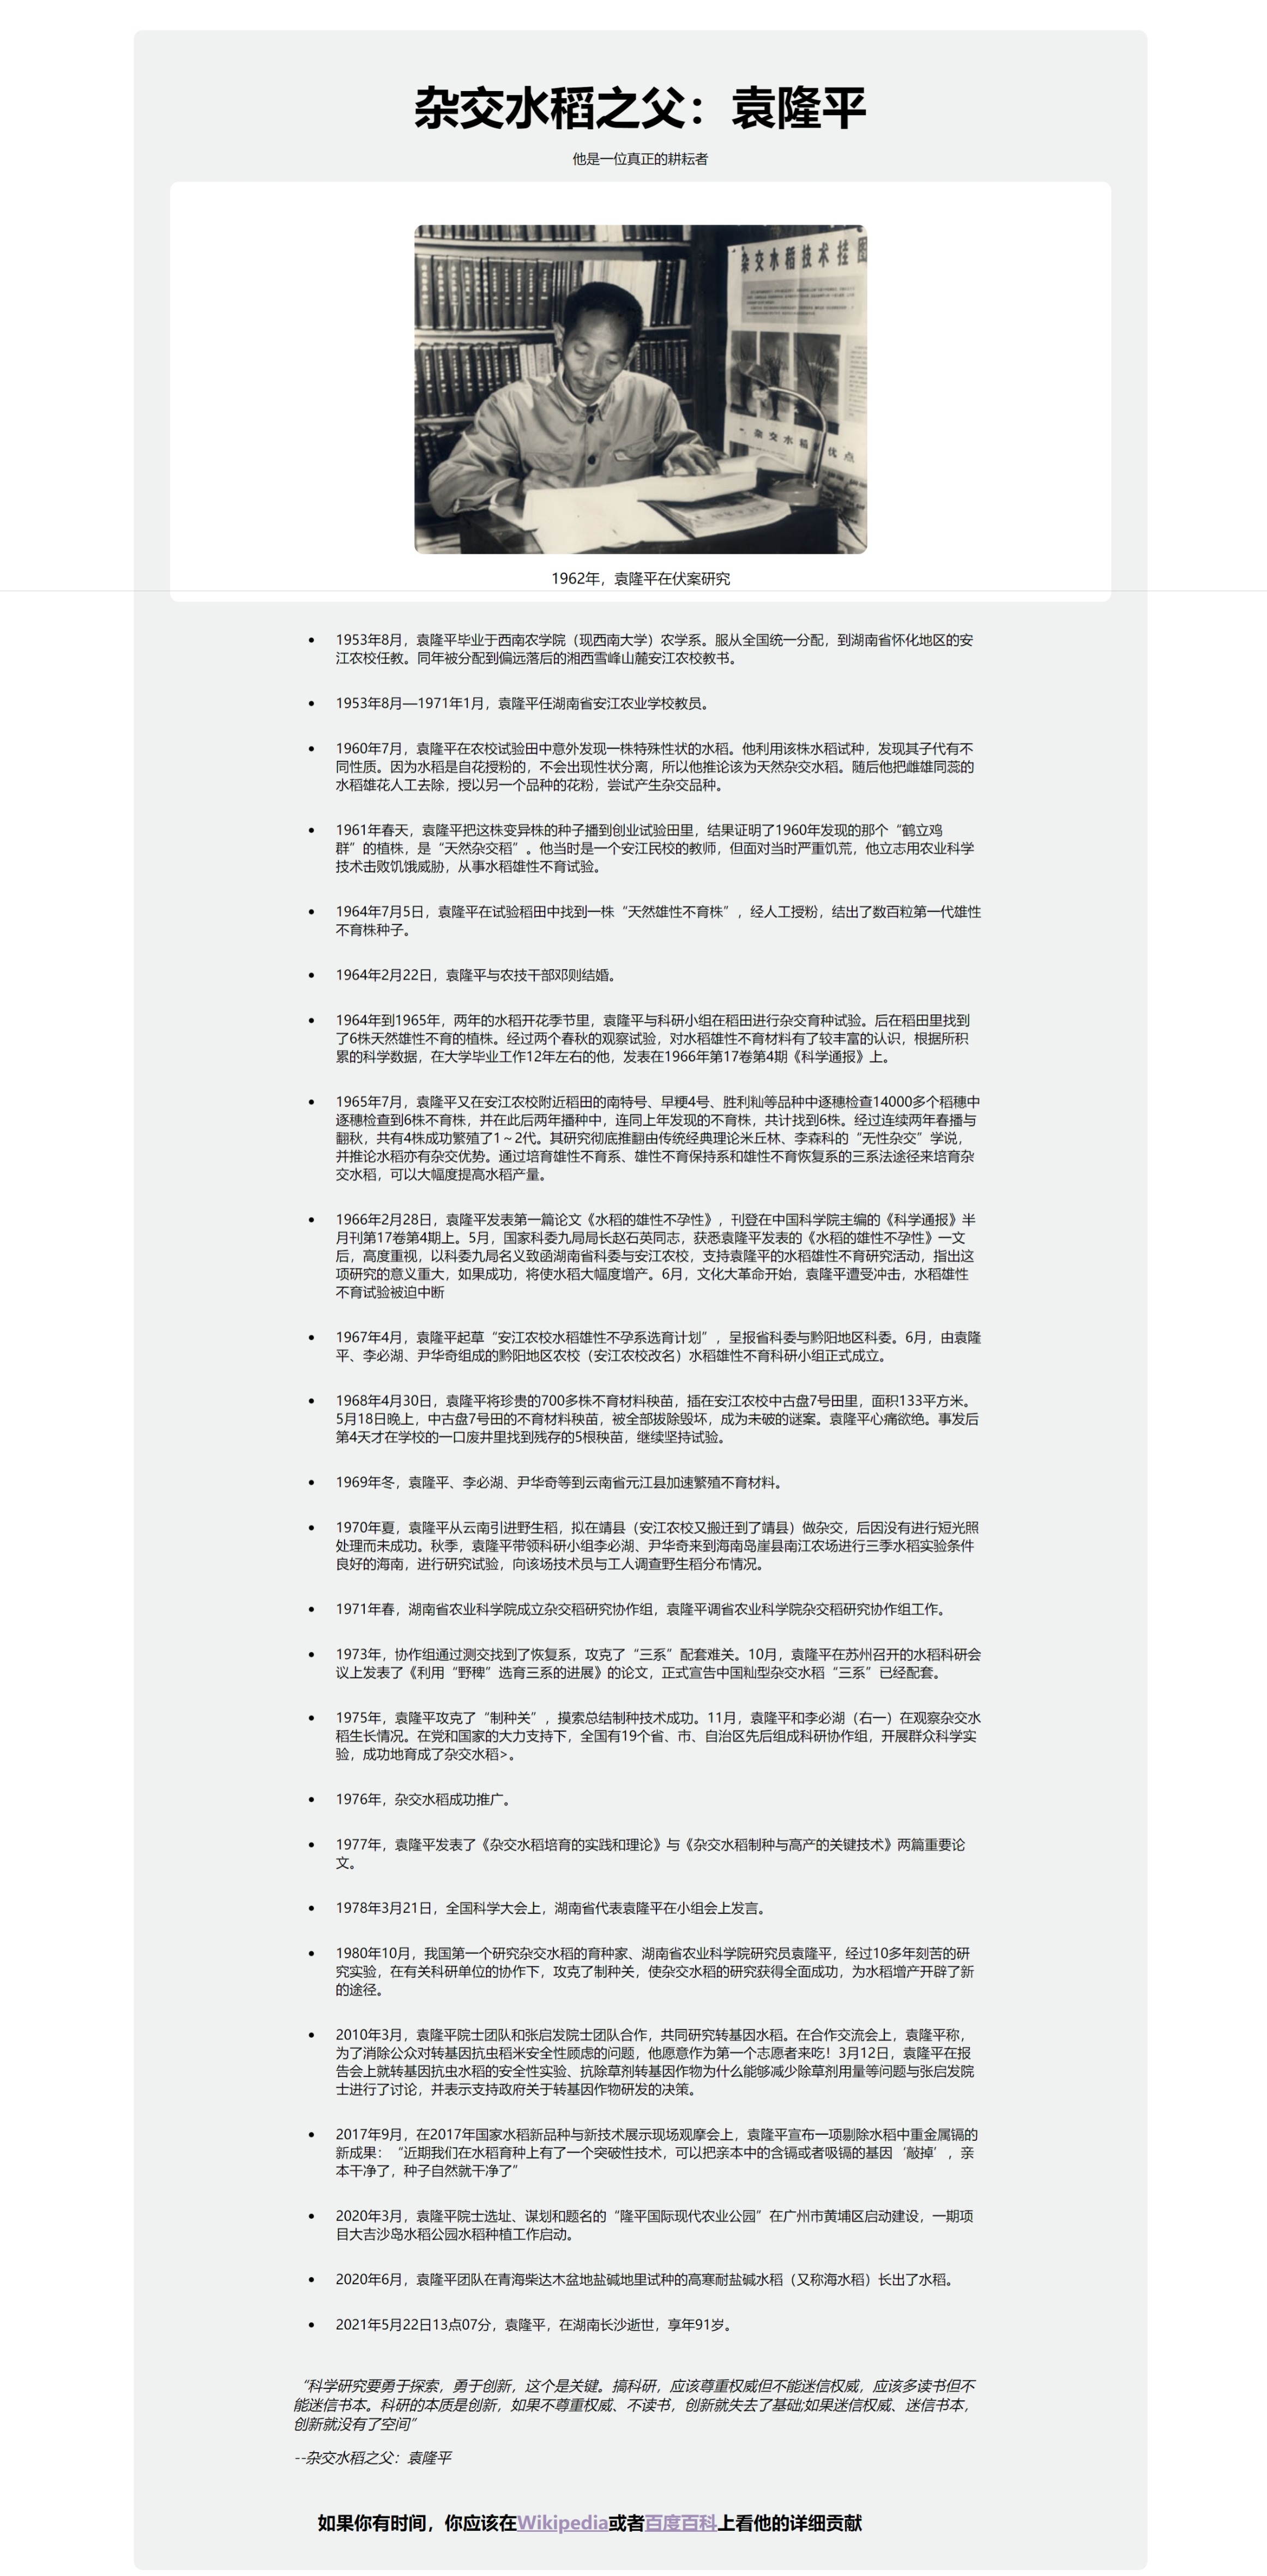 杂交水稻之父：袁隆平
他是一位真正的耕耘者
杂交水稻技术挂图
杂交水稻
优点
1962年，袁隆平在伏案研究
• 1953年8月，袁隆平毕业于西南农学院（现西南大学）农学系。服从全国统一分配，到湖南省怀化地区的安
江农校任教。同年被分配到偏远落后的湘西雪峰山麓安江农校教书。
• 1953年8月—1971年1月，袁隆平任湖南省安江农业学校教员。
• 1960年7月，袁隆平在农校试验田中意外发现一株特殊性状的水稻。他利用该株水稻试种，发现其子代有不
同性质。因为水稻是自花授粉的，不会出现性状分离，所以他推论该为天然杂交水稻。随后他把雌雄同蕊的
水稻雄花人工去除，授以另一个品种的花粉，尝试产生杂交品种。
• 1961年春天，袁隆平把这株变异株的种子播到创业试验田里，结果证明了1960年发现的那个“鹤立鸡
群”的植株，是“天然杂交稻”。他当时是一个安江民校的教师，但面对当时严重饥荒，他立志用农业科学
技术击败饥饿威胁，从事水稻雄性不育试验。
• 1964年7月5日，袁隆平在试验稻田中找到一株“天然雄性不育株”，经人工授粉，结出了数百粒第一代雄性
不育株种子。
• 1964年2月22日，袁隆平与农技干部邓则结婚。
• 1964年到1965年，两年的水稻开花季节里，袁隆平与科研小组在稻田进行杂交育种试验。后在稻田里找到
了6株天然雄性不育的植株。经过两个春秋的观察试验，对水稻雄性不育材料有了较丰富的认识，根据所积
累的科学数据，在大学毕业工作12年左右的他，发表在1966年第17卷第4期《科学通报》上。
• 1965年7月，袁隆平又在安江农校附近稻田的南特号、早粳4号、胜利籼等品种中逐穗检查14000多个稻穗中
逐穗检查到6株不育株，并在此后两年播种中，连同上年发现的不育株，共计找到6株。经过连续两年春播与
翻秋，共有4株成功繁殖了1～2代。其研究彻底推翻由传统经典理论米丘林、李森科的“无性杂交”学说，
并推论水稻亦有杂交优势。通过培育雄性不育系、雄性不育保持系和雄性不育恢复系的三系法途径来培育杂
交水稻，可以大幅度提高水稻产量。
• 1966年2月28日，袁隆平发表第一篇论文《水稻的雄性不孕性》，刊登在中国科学院主编的《科学通报》半
月刊第17卷第4期上。5月，国家科委九局局长赵石英同志，获悉袁隆平发表的《水稻的雄性不孕性》一文
后，高度重视，以科委九局名义致函湖南省科委与安江农校，支持袁隆平的水稻雄性不育研究活动，指出这
项研究的意义重大，如果成功，将使水稻大幅度增产。6月，文化大革命开始，袁隆平遭受冲击，水稻雄性
不育试验被迫中断
• 1967年4月，袁隆平起草“安江农校水稻雄性不孕系选育计划”，呈报省科委与黔阳地区科委。6月，由袁隆
平、李必湖、尹华奇组成的黔阳地区农校（安江农校改名）水稻雄性不育科研小组正式成立。
• 1968年4月30日，袁隆平将珍贵的700多株不育材料秧苗，插在安江农校中古盘7号田里，面积133平方米。
5月18日晚上，中古盘7号田的不育材料秧苗，被全部拔除毁坏，成为未破的谜案。袁隆平心痛欲绝。事发后
第4天才在学校的一口废井里找到残存的5根秧苗，继续坚持试验。
• 1969年冬，袁隆平、李必湖、尹华奇等到云南省元江县加速繁殖不育材料。
• 1970年夏，袁隆平从云南引进野生稻，拟在靖县（安江农校又搬迁到了靖县）做杂交，后因没有进行短光照
处理而未成功。秋季，袁隆平带领科研小组李必湖、尹华奇来到海南岛崖县南江农场进行三季水稻实验条件
良好的海南，进行研究试验，向该场技术员与工人调查野生稻分布情况。
• 1971年春，湖南省农业科学院成立杂交稻研究协作组，袁隆平调省农业科学院杂交稻研究协作组工作。
• 1973年，协作组通过测交找到了恢复系，攻克了“三系”配套难关。10月，袁隆平在苏州召开的水稻科研会
议上发表了《利用“野稗”选育三系的进展》的论文，正式宣告中国籼型杂交水稻“三系”已经配套。
• 1975年，袁隆平攻克了“制种关”，摸索总结制种技术成功。11月，袁隆平和李必湖（右一）在观察杂交水
稻生长情况。在党和国家的大力支持下，全国有19个省、市、自治区先后组成科研协作组，开展群众科学实
验，成功地育成了杂交水稻>。
• 1976年，杂交水稻成功推广。
• 1977年，袁隆平发表了《杂交水稻培育的实践和理论》与《杂交水稻制种与高产的关键技术》两篇重要论
文。
• 1978年3月21日，全国科学大会上，湖南省代表袁隆平在小组会上发言。
• 1980年10月，我国第一个研究杂交水稻的育种家、湖南省农业科学院研究员袁隆平，经过10多年刻苦的研
究实验，在有关科研单位的协作下，攻克了制种关，使杂交水稻的研究获得全面成功，为水稻增产开辟了新
的途径。
• 2010年3月，袁隆平院士团队和张启发院士团队合作，共同研究转基因水稻。在合作交流会上，袁隆平称，
为了消除公众对转基因抗虫稻米安全性顾虑的问题，他愿意作为第一个志愿者来吃！3月12日，袁隆平在报
告会上就转基因抗虫水稻的安全性实验、抗除草剂转基因作物为什么能够减少除草剂用量等问题与张启发院
士进行了讨论，并表示支持政府关于转基因作物研发的决策。
• 2017年9月，在2017年国家水稻新品种与新技术展示现场观摩会上，袁隆平宣布一项剔除水稻中重金属镉的
新成果：“近期我们在水稻育种上有了一个突破性技术，可以把亲本中的含镉或者吸镉的基因‘敲掉’，亲
本干净了，种子自然就干净了”
• 2020年3月，袁隆平院士选址、谋划和题名的“隆平国际现代农业公园”在广州市黄埔区启动建设，一期项
目大吉沙岛水稻公园水稻种植工作启动。
• 2020年6月，袁隆平团队在青海柴达木盆地盐碱地里试种的高寒耐盐碱水稻（又称海水稻）长出了水稻。
• 2021年5月22日13点07分，袁隆平，在湖南长沙逝世，享年91岁。
“科学研究要勇于探索，勇于创新，这个是关键。搞科研，应该尊重权威但不能迷信权威，应该多读书但不
能迷信书本。科研的本质是创新，如果不尊重权威、不读书，创新就失去了基础;如果迷信权威、迷信书本，
创新就没有了空间”
--杂交水稻之父：袁隆平
如果你有时间，你应该在Wikipedia或者百度百科上看他的详细贡献